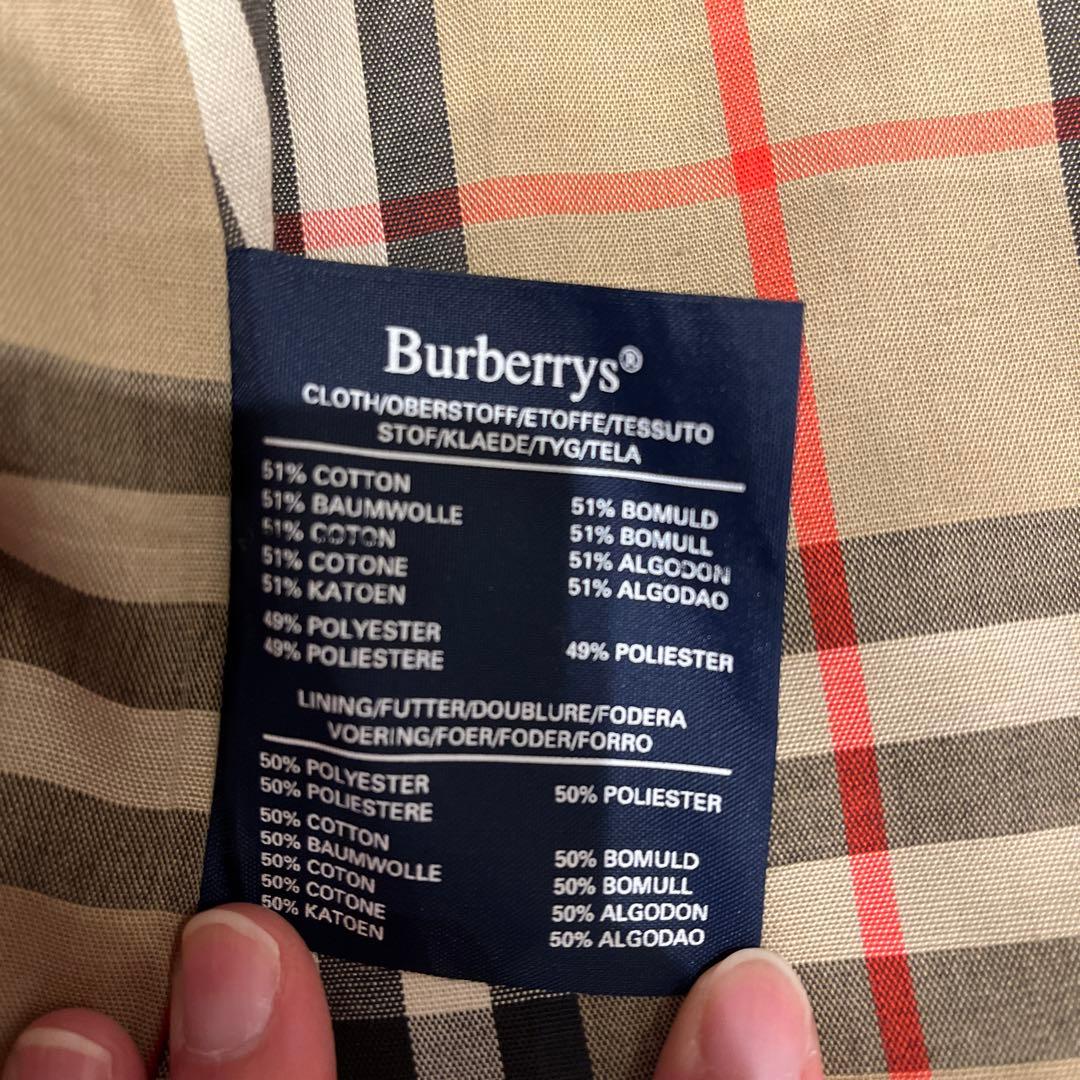 Burberrys®
CLOTH/OBERSTOFF/ETOFFE/TESSUTO
STOF/KLAEDE/TYG/TELA
51% COTTON
51% BAUMWOLLE
51% COTON
51% COTONE
51% KATOEN
51% BOMULD
51% BOMULL
51% ALGODON
51% ALGODAO
49% POLYESTER
49% POLIESTERE
49% POLIESTER
LINING/FUTTER/DOUBLURE/FODERA
VOERING/FOER/FODER/FORRO
50% POLYESTER
50% POLIESTERE
50% POLIESTER
50% COTTON
50% BAUMWOLLE
50% COTON
50% COTONE
50% KATOEN
50% BOMULD
50% BOMULL
50% ALGODON
50% ALGODAO